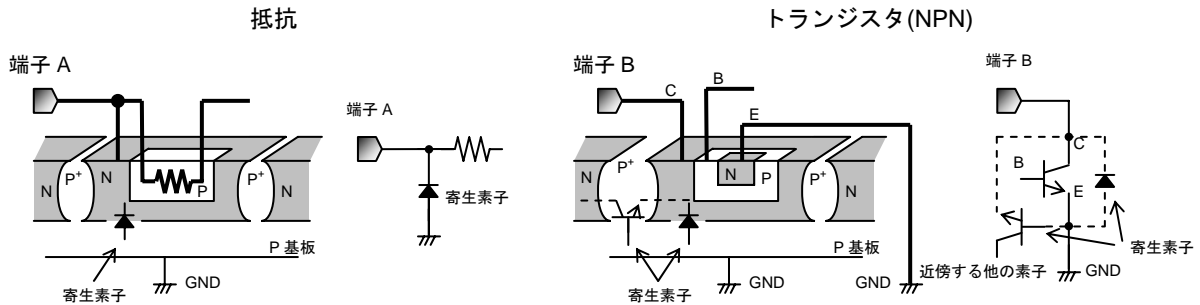 抵抗
端子 A
N
P+
N
P
P+
N
P 基板
GND
寄生素子
端子 A
寄生素子
トランジスタ(NPN)
端子 B
C
B
E
N
P+
N
N
P
P+
N
P 基板
GND
GND
寄生素子
端子 B
C
B
E
寄生素子
近傍する他の素子
GND